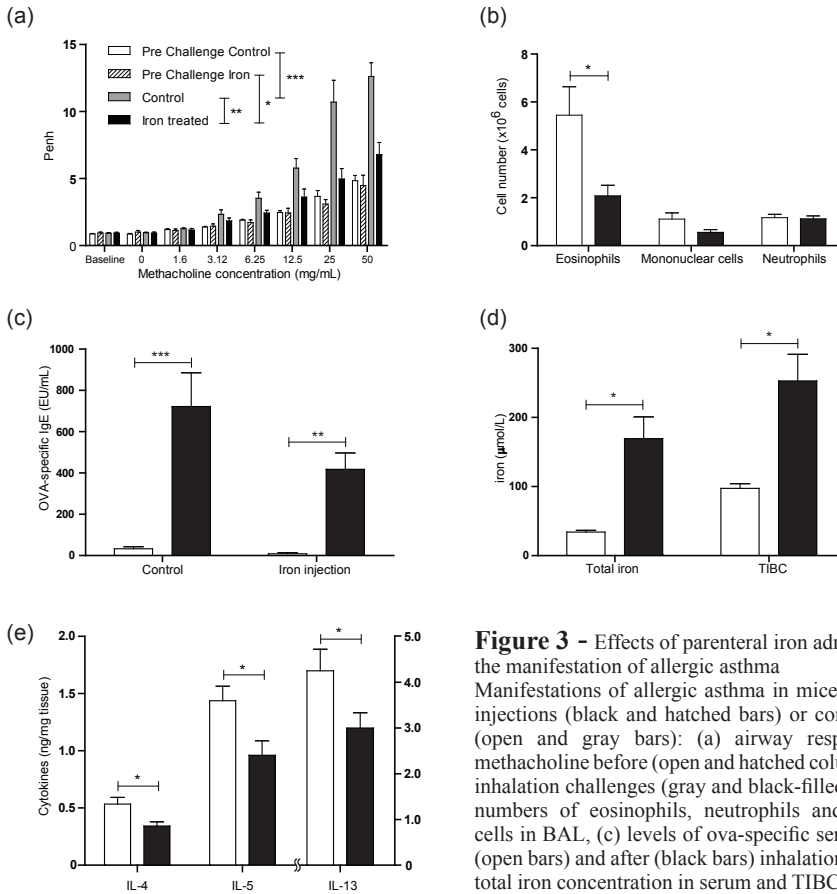 (a)
15
10
5
0
Penh
Pre Challenge Control
Pre Challenge Iron
Control
Iron treated
***
*
**
Baseline 0 1.6 3.12 6.25 12.5 25 50
Methacholine concentration (mg/mL)
(b)
8
6
4
2
0
Cell number (x10⁶ cells)
*
Eosinophils Mononuclear cells Neutrophils
(c)
1000
800
600
400
200
0
OVA-specific IgE (EU/mL)
***
**
Control Iron injection
(d)
300
200
100
0
iron (µmol/L)
*
*
Total iron TIBC
(e)
2.0
1.5
1.0
0.5
Cytokines (ng/mg tissue)
*
*
*
5.0
4.0
3.0
2.0
1.0
0.0
IL-4 IL-5 IL-13
Figure 3 - Effects of parenteral iron adm
the manifestation of allergic asthma
Manifestations of allergic asthma in mice
injections (black and hatched bars) or con
(open and gray bars): (a) airway resp
methacholine before (open and hatched colu
inhalation challenges (gray and black-filled
numbers of eosinophils, neutrophils and
cells in BAL, (c) levels of ova-specific ser
(open bars) and after (black bars) inhalation
total iron concentration in serum and TIBC